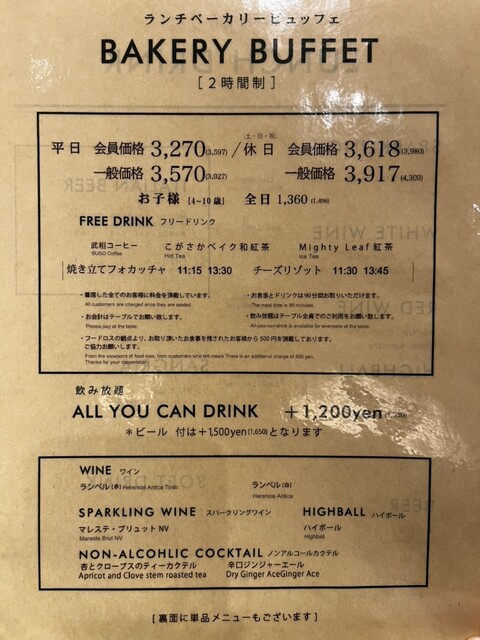 ランチベーカリービュッフェ
BAKERY BUFFET
[2時間制]
(土・日・祝)
平日 会員価格 3,270(3,597) / 休日 会員価格 3,618(3,980)
一般価格 3,570(3,927) 一般価格 3,917(4,309)
お子様 [4~10歳] 全日 1,360 (1,496)
FREE DRINK フリードリンク
武相コーヒー こがさかベイク和紅茶 Mighty Leaf 紅茶
BUSO Coffee Hot Tea Ice Tea
焼き立てフォカッチャ 11:15 13:30 チーズリゾット 11:30 13:45
・着席した全てのお客様に料金を頂戴しています。 ・お食事とドリンクは90分間お取りいただけます。
All customers are charged once they are seated. The meal time is 90 minutes.
・お会計はテーブルでお願い致します。 ・飲み放題はテーブル全員でのご利用をお願い致します。
Please pay at the table. All-you-can-drink is available for everyone at the table.
・フードロスの観点より、お取り頂いたお食事を残されたお客様から500円を頂戴しております。
ご協力お願いします。
From the viewpoint of food loss, from customers who left meals There is an additional charge of 500 yen.
Thanks for your cooperation
飲み放題
ALL YOU CAN DRINK +1,200yen
*ビール 付は+1,500yen(1,650)となります
WINE ワイン
ランペル[赤] Herencia Antica Tinto ランペル[白]
Herencia Antica
SPARKLING WINE スパークリングワイン HIGHBALL ハイボール
マレステ・ブリュットNV ハイボール
Mareste Brut NV Highball
NON-ALCOHLIC COCKTAIL ノンアルコールカクテル
杏とクローブスのティーカクテル 辛口ジンジャーエール
Apricot and Clove stem roasted tea Dry Ginger AceGinger Ace
[裏面に単品メニューもございます]